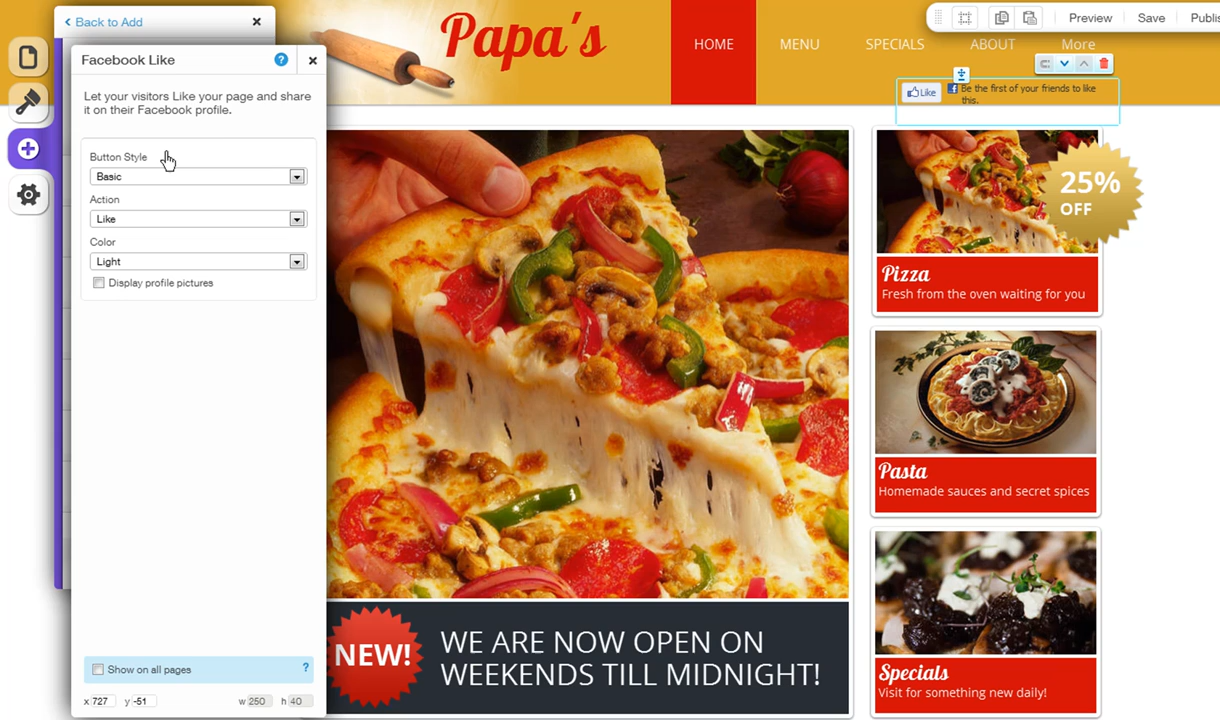 Back to Add
Facebook Like
Let your visitors Like your page and share
it on their Facebook profile.
Button Style
Basic
Action
Like
Color
Light
Display profile pictures
Show on all pages
?
x 727 y -51 w 250 h 40
Papa's
HOME MENU SPECIALS ABOUT More
Preview Save Publis
Like
Be the first of your friends to like
this.
25%
OFF
Pizza
Fresh from the oven waiting for you
Pasta
Homemade sauces and secret spices
Specials
Visit for something new daily!
NEW!
WE ARE NOW OPEN ON
WEEKENDS TILL MIDNIGHT!